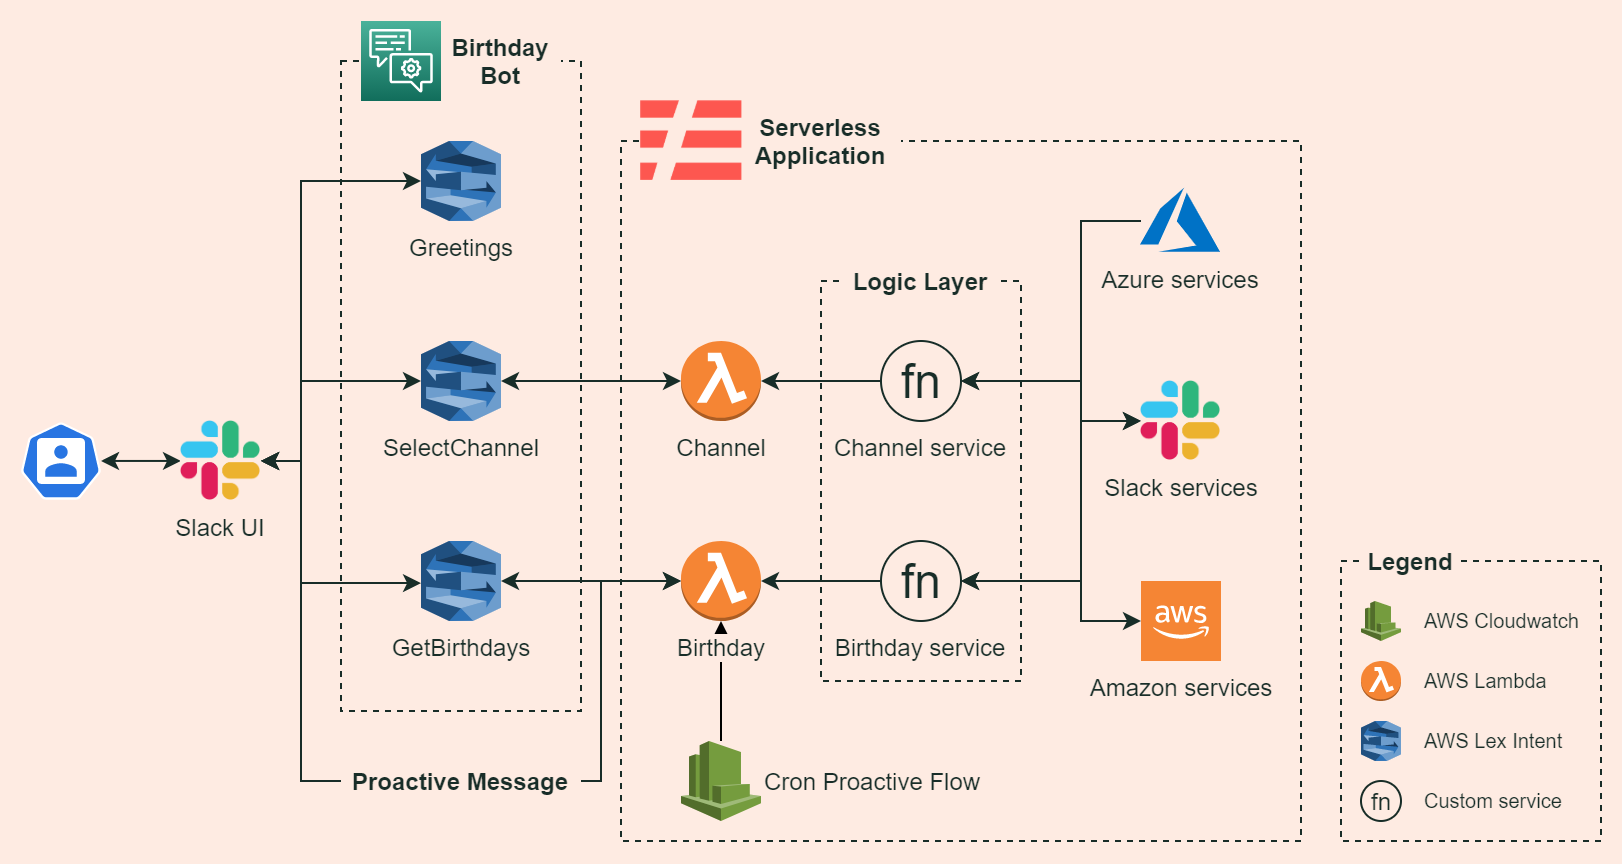 Birthday
Bot
Serverless
Application
Greetings
Azure services
Logic Layer
fn
SelectChannel
Channel
Channel service
Slack services
Slack UI
fn
aws
GetBirthdays
Birthday
Birthday service
Amazon services
Proactive Message
Cron Proactive Flow
Legend
AWS Cloudwatch
AWS Lambda
AWS Lex Intent
fn
Custom service